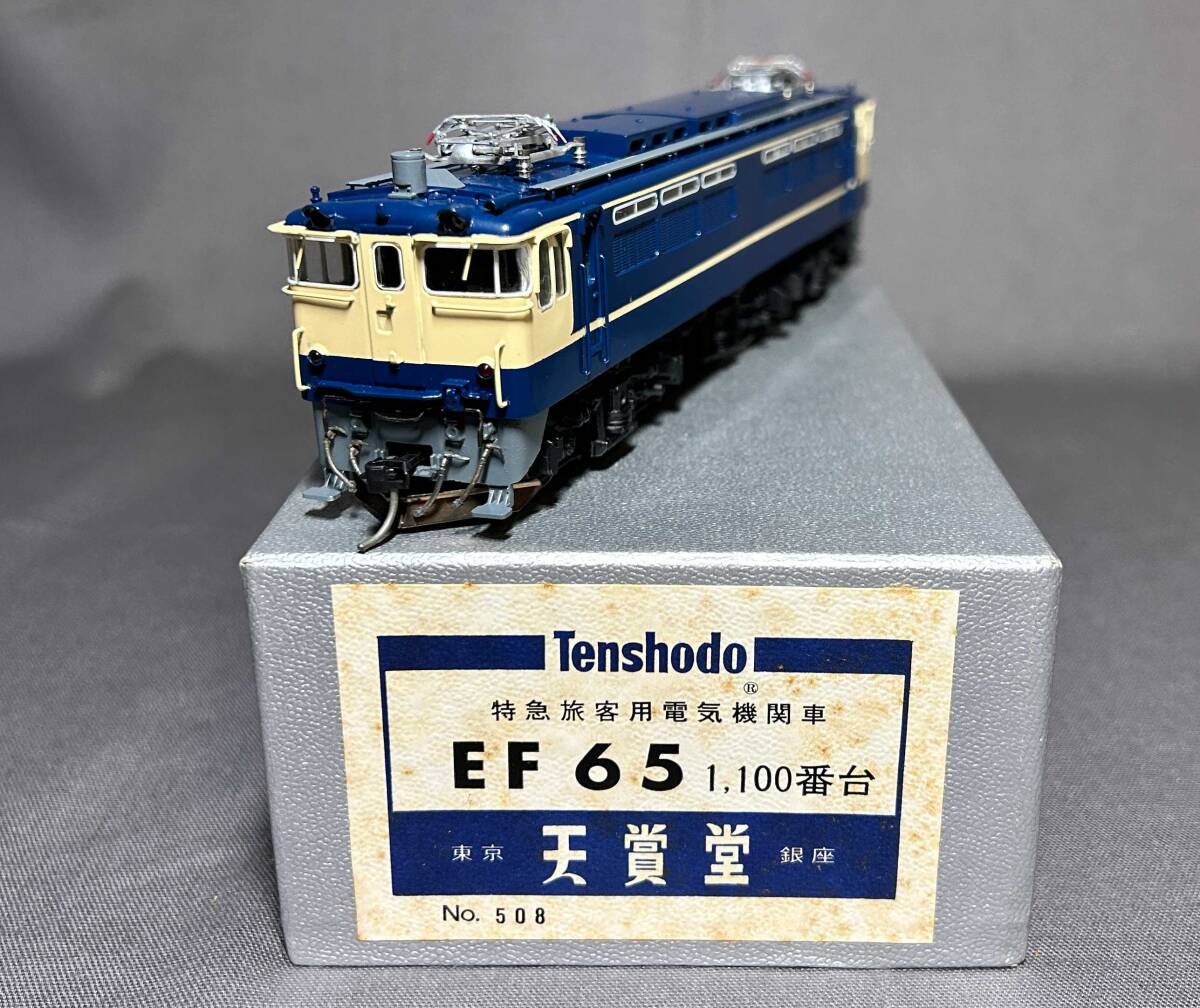 Tenshodo
®
特急旅客用電気機関車
EF 65 1,100番台
東京 天賞堂 銀座
No. 508